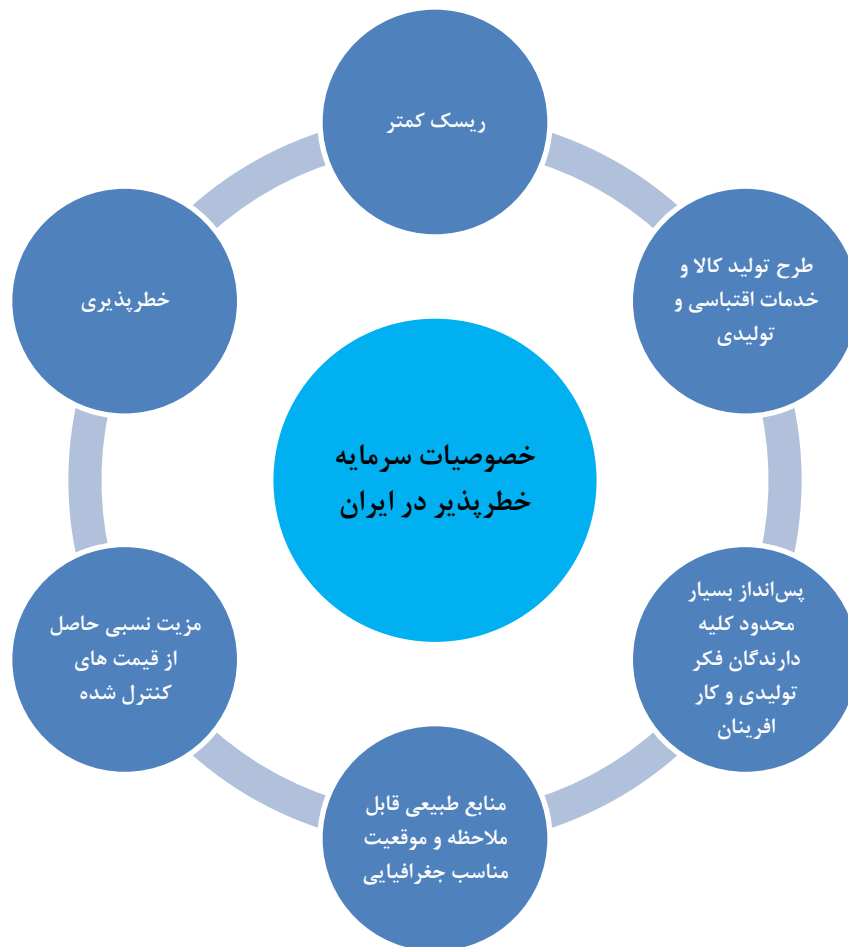 ریسک کمتر
طرح تولید کالا و
خدمات اقتباسی و
تولیدی
پس‌انداز بسیار
محدود کلیه
دارندگان فکر
تولیدی و کار
افرینان
منابع طبیعی قابل
ملاحظه و موقعیت
مناسب جغرافیایی
مزیت نسبی حاصل
از قیمت های
کنترل شده
خطرپذیری
خصوصیات سرمایه
خطرپذیر در ایران